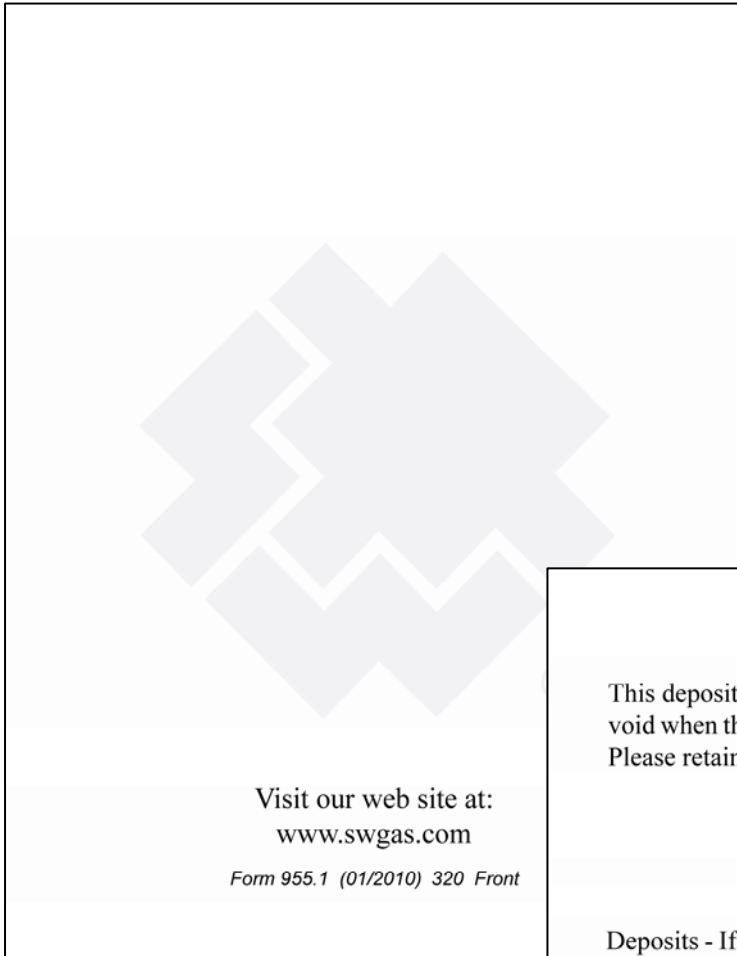 Visit our web site at:
www.swgas.com
Form 955.1 (01/2010) 320 Front
This deposit
void when th
Please retain
Deposits - If